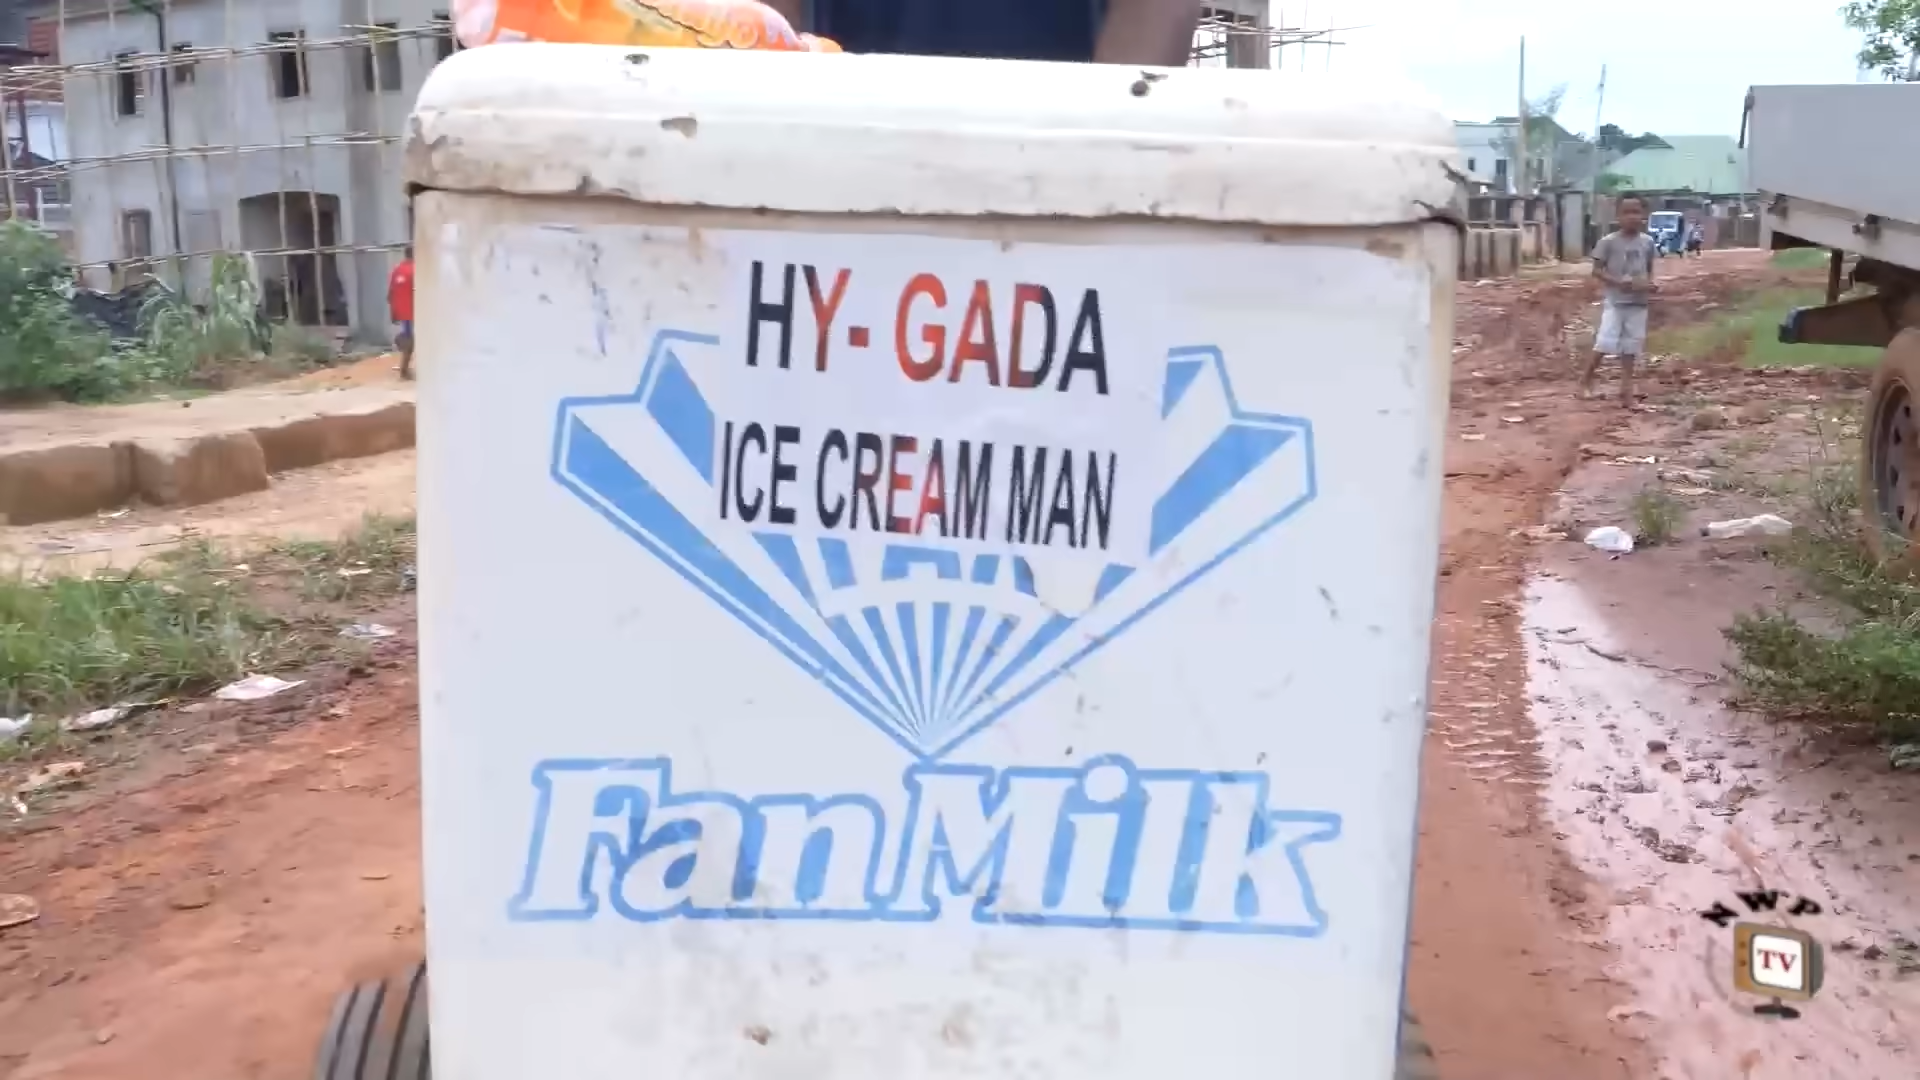 HY- GADA
ICE CREAM MAN
FanMilk
NWP
TV